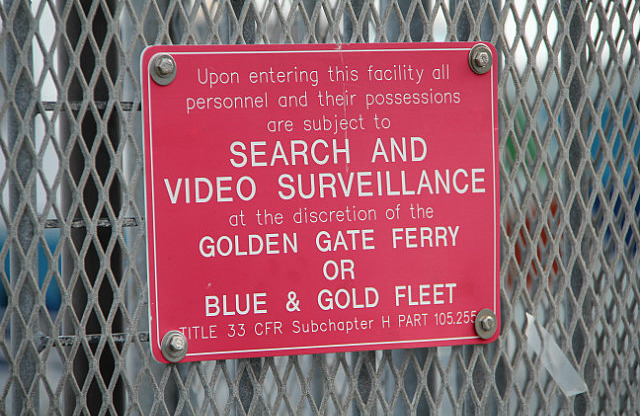 Upon entering this facility all
personnel and their possessions
are subject to
SEARCH AND
VIDEO SURVEILLANCE
at the discretion of the
GOLDEN GATE FERRY
OR
BLUE & GOLD FLEET
TITLE 33 CFR Subchapter H PART 105.255